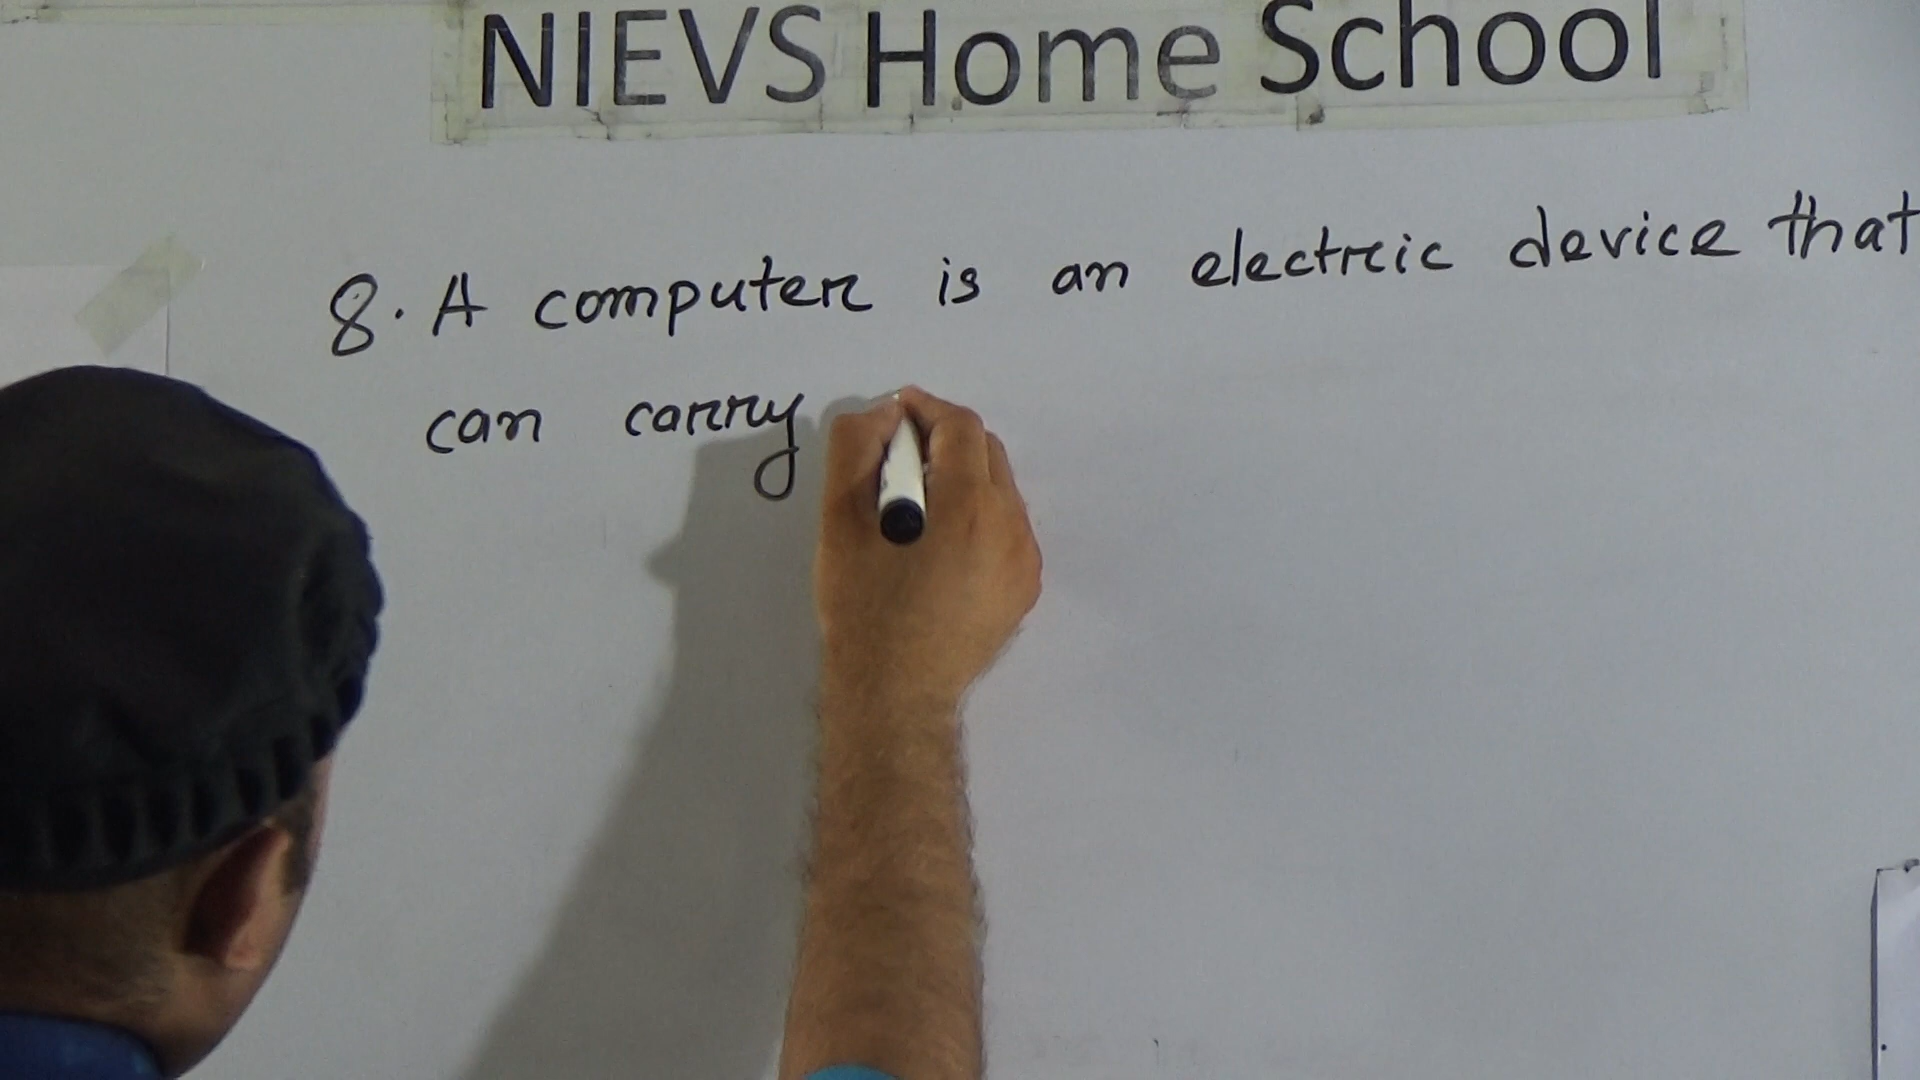 NIEVS Home School
8. A computer is an electric device that
can carry